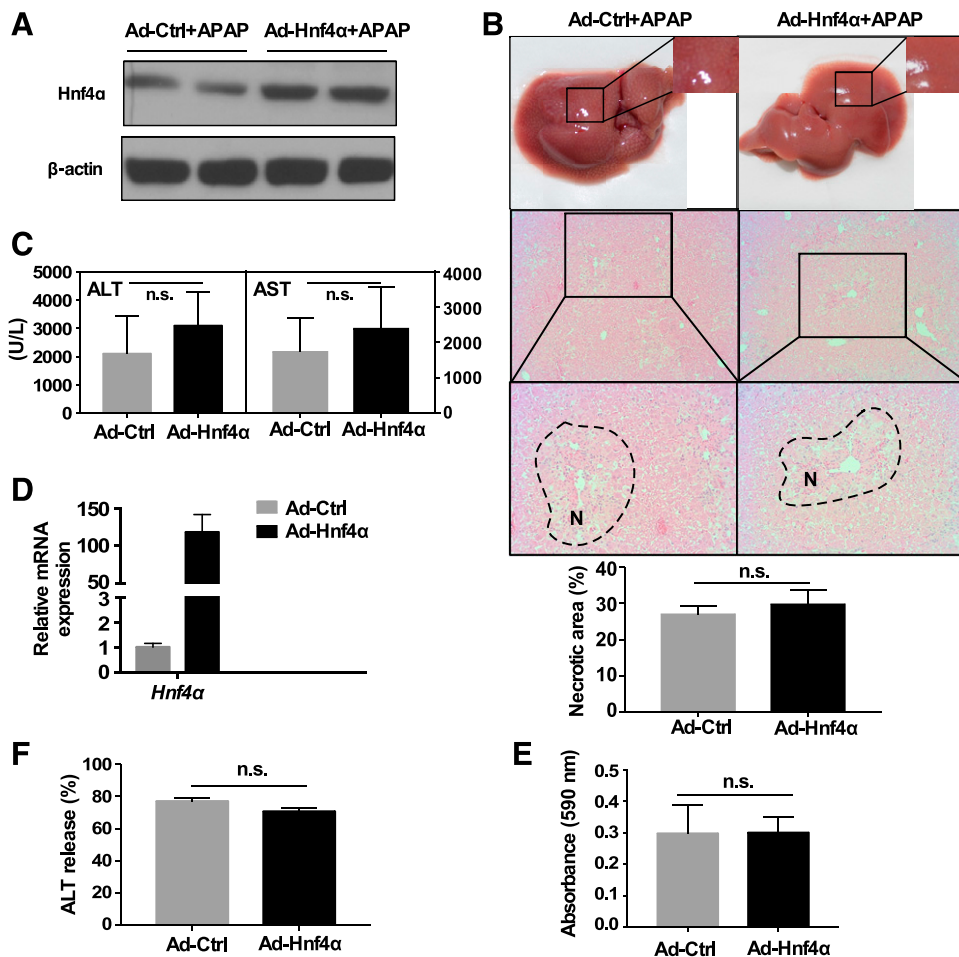 A
Ad-Ctrl+APAP Ad-Hnf4α+APAP
Hnf4α
β-actin
B
Ad-Ctrl+APAP Ad-Hnf4α+APAP
N
N
Necrotic area (%)
40
30
20
10
0
n.s.
Ad-Ctrl Ad-Hnf4α
C
(U/L)
5000
4000
3000
2000
1000
0
ALT
n.s.
AST
n.s.
4000
3000
2000
1000
0
Ad-Ctrl Ad-Hnf4α Ad-Ctrl Ad-Hnf4α
D
Relative mRNA
expression
150
100
50
3
2
1
0
Ad-Ctrl
Ad-Hnf4α
Hnf4α
F
ALT release (%)
100
80
60
40
20
0
n.s.
Ad-Ctrl Ad-Hnf4α
E
Absorbance (590 nm)
0.5
0.4
0.3
0.2
0.1
0.0
n.s.
Ad-Ctrl Ad-Hnf4α